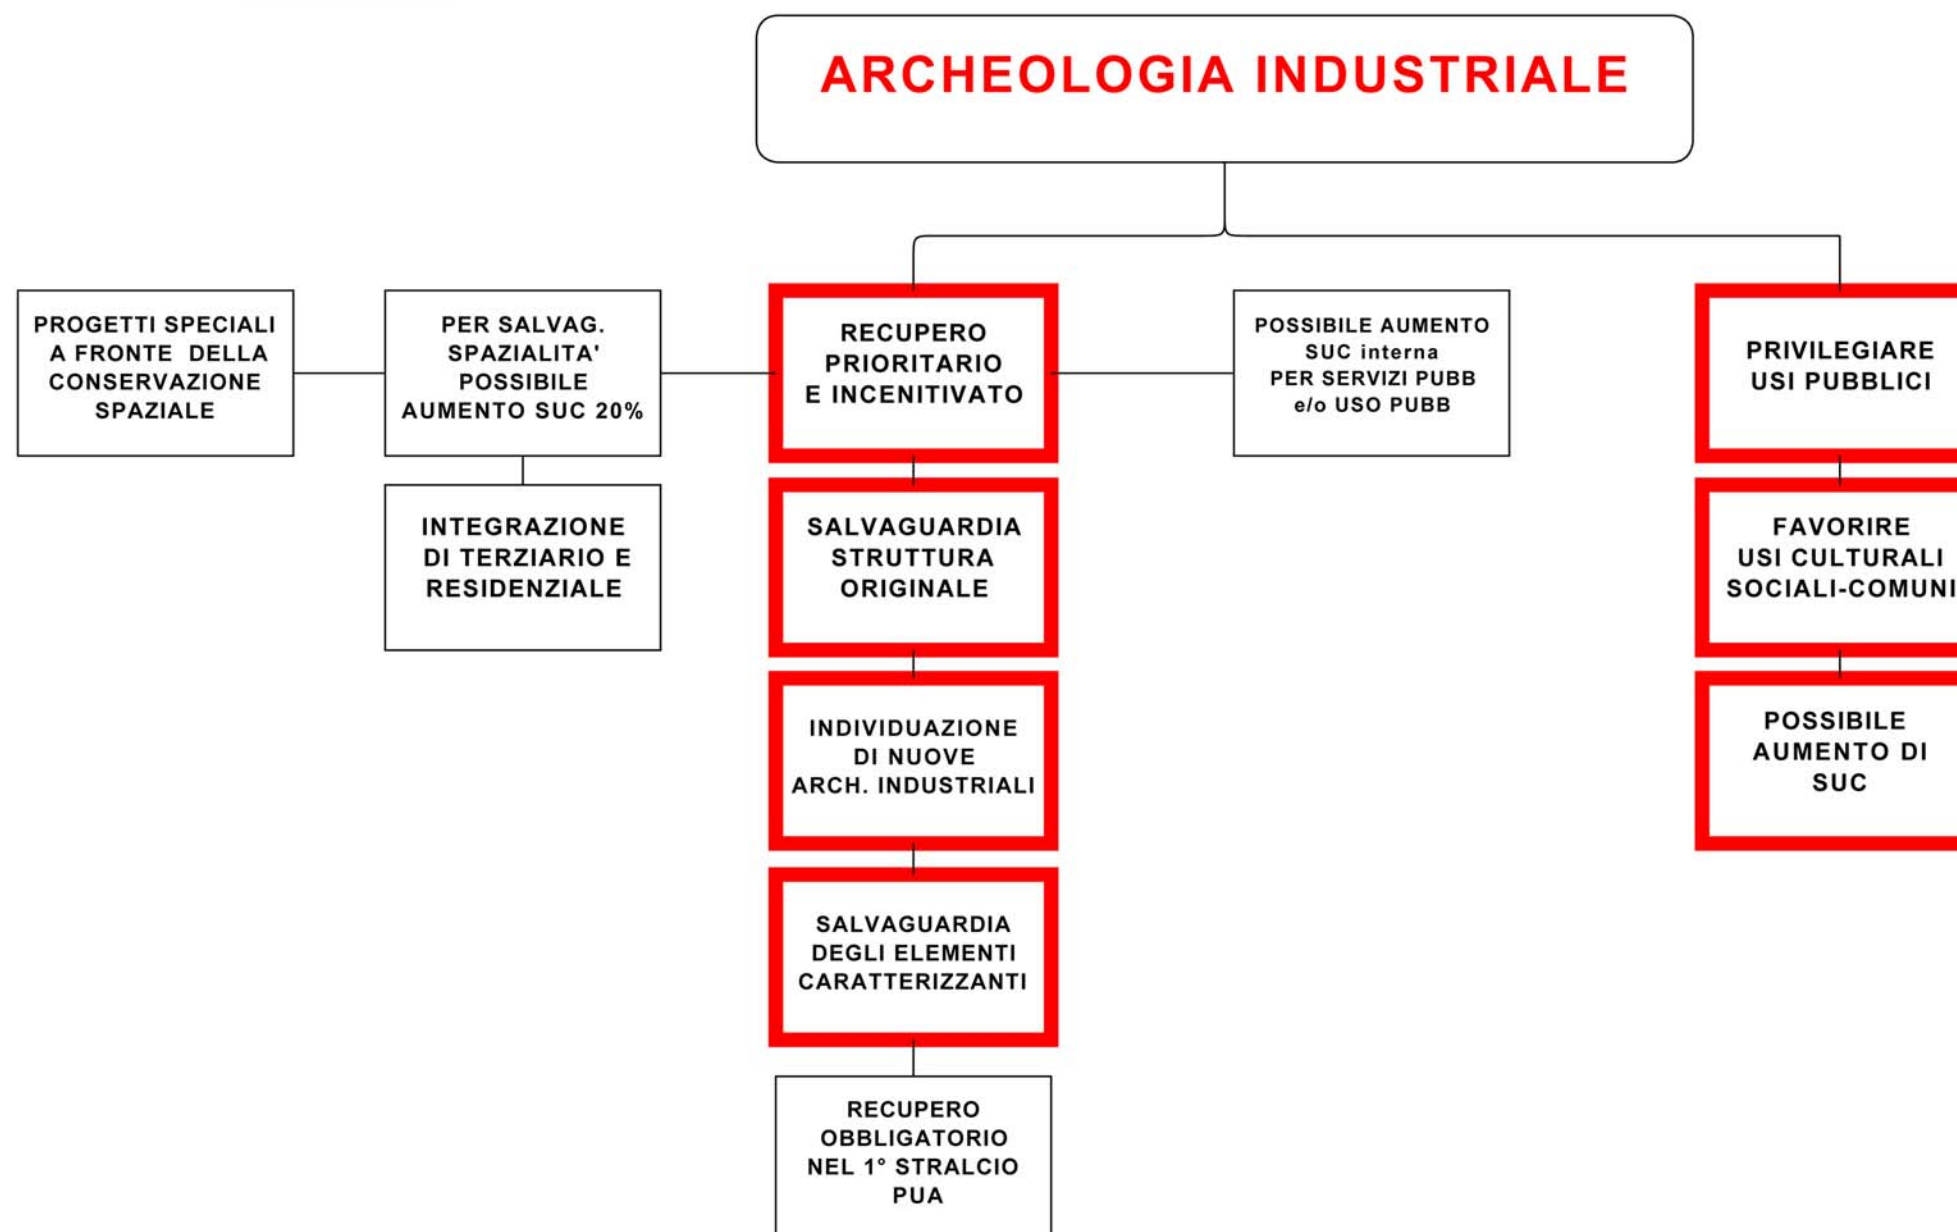 ARCHEOLOGIA INDUSTRIALE
PROGETTI SPECIALI
A FRONTE DELLA
CONSERVAZIONE
SPAZIALE
PER SALVAG.
SPAZIALITA'
POSSIBILE
AUMENTO SUC 20%
RECUPERO
PRIORITARIO
E INCENITIVATO
POSSIBILE AUMENTO
SUC interna
PER SERVIZI PUBB
e/o USO PUBB
PRIVILEGIARE
USI PUBBLICI
INTEGRAZIONE
DI TERZIARIO E
RESIDENZIALE
SALVAGUARDIA
STRUTTURA
ORIGINALE
FAVORIRE
USI CULTURALI
SOCIALI-COMUNI
INDIVIDUAZIONE
DI NUOVE
ARCH. INDUSTRIALI
POSSIBILE
AUMENTO DI
SUC
SALVAGUARDIA
DEGLI ELEMENTI
CARATTERIZZANTI
RECUPERO
OBBLIGATORIO
NEL 1° STRALCIO
PUA